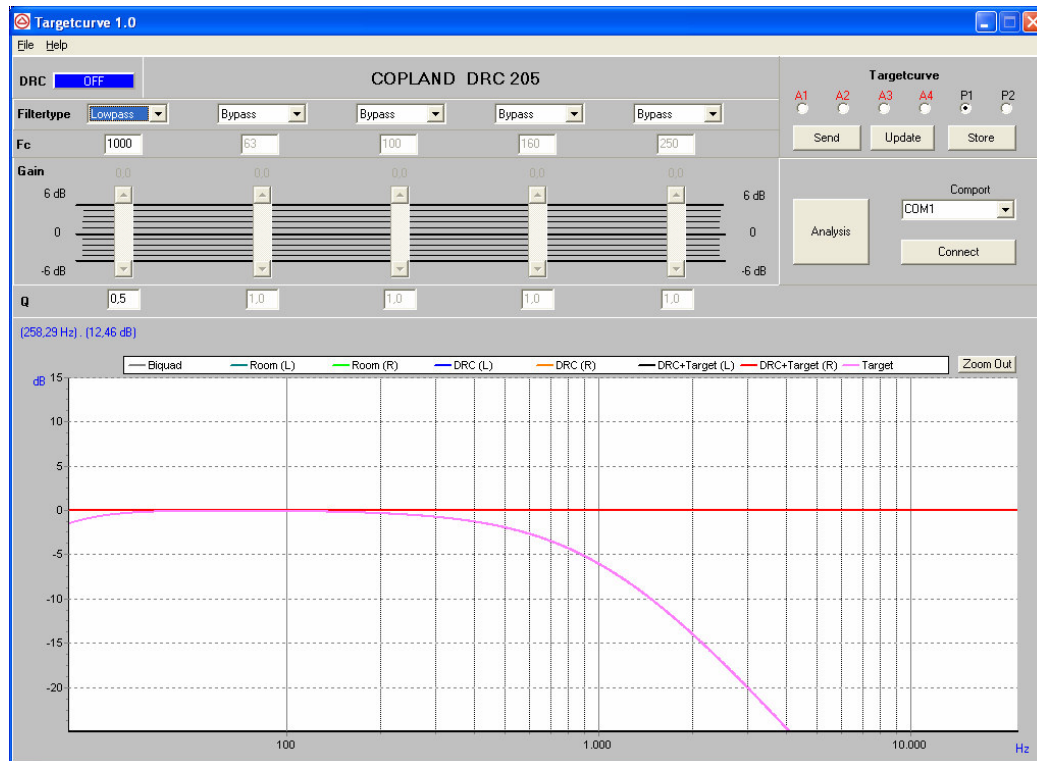 Targetcurve 1.0
File Help
DRC OFF COPLAND DRC 205 Targetcurve
A1 A2 A3 A4 P1 P2
Filtertype Lowpass Bypass Bypass Bypass Bypass
Send Update Store
Fc 1000 63 100 160 250
Gain 0,0 0,0 0,0 0,0 0,0
6 dB 6 dB
0 0
-6 dB -6 dB
Comport
COM1
Analysis
Connect
Q 0,5 1,0 1,0 1,0 1,0
(258,29 Hz) . (12,46 dB)
Biquad Room (L) Room (R) DRC (L) DRC (R) DRC+Target (L) DRC+Target (R) Target Zoom Out
dB 15
10
5
0
-5
-10
-15
-20
100 1.000 10.000 Hz